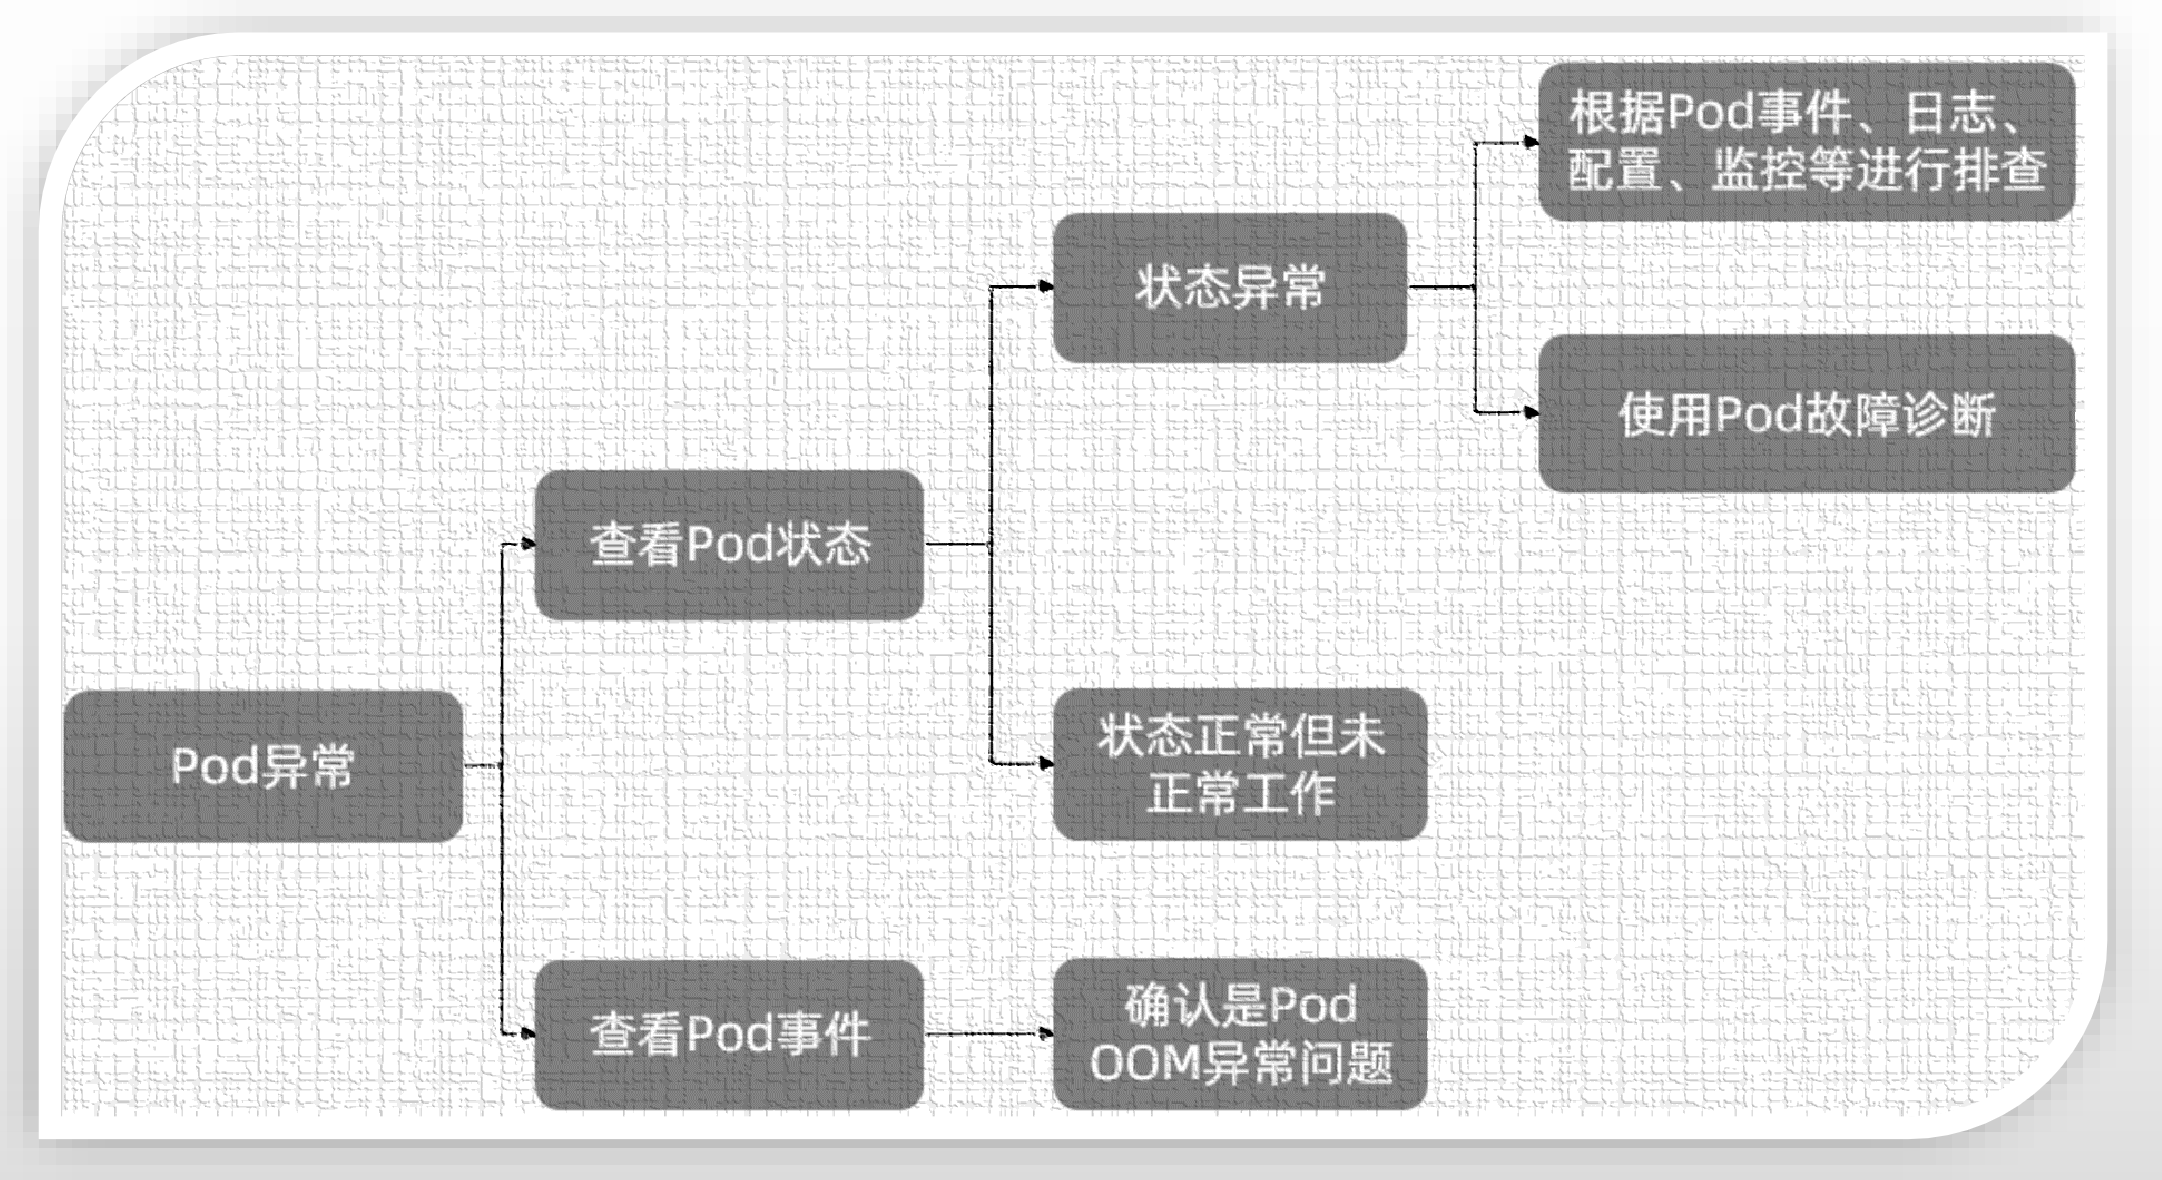 根据Pod事件、日志、
配置、监控等进行排查
状态异常
使用Pod故障诊断
查看Pod状态
Pod异常
状态正常但未
正常工作
查看Pod事件
确认是Pod
OOM异常问题